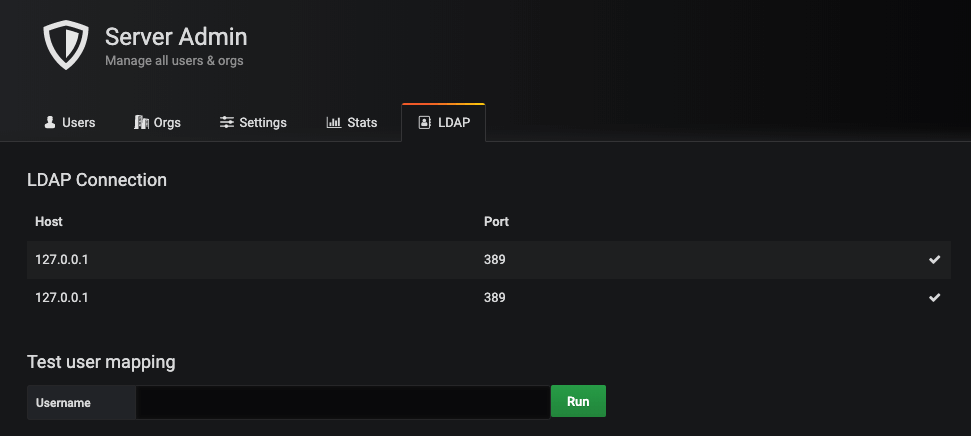 Server Admin
Manage all users & orgs
Users Orgs Settings Stats LDAP
LDAP Connection
Host Port
127.0.0.1 389
127.0.0.1 389
Test user mapping
Username Run